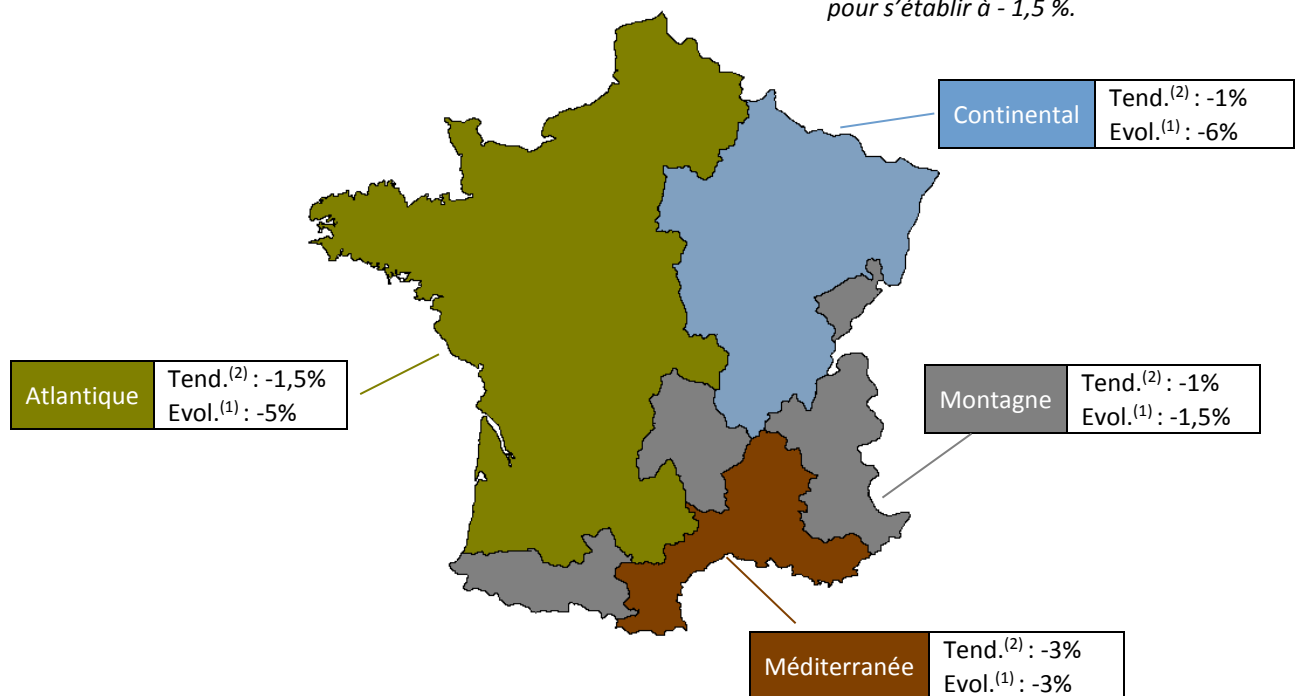 pour s’établir à - 1,5 %.
Continental
Tend.(2) : -1%
Evol.(1) : -6%
Atlantique
Tend.(2) : -1,5%
Evol.(1) : -5%
Montagne
Tend.(2) : -1%
Evol.(1) : -1,5%
Méditerranée
Tend.(2) : -3%
Evol.(1) : -3%